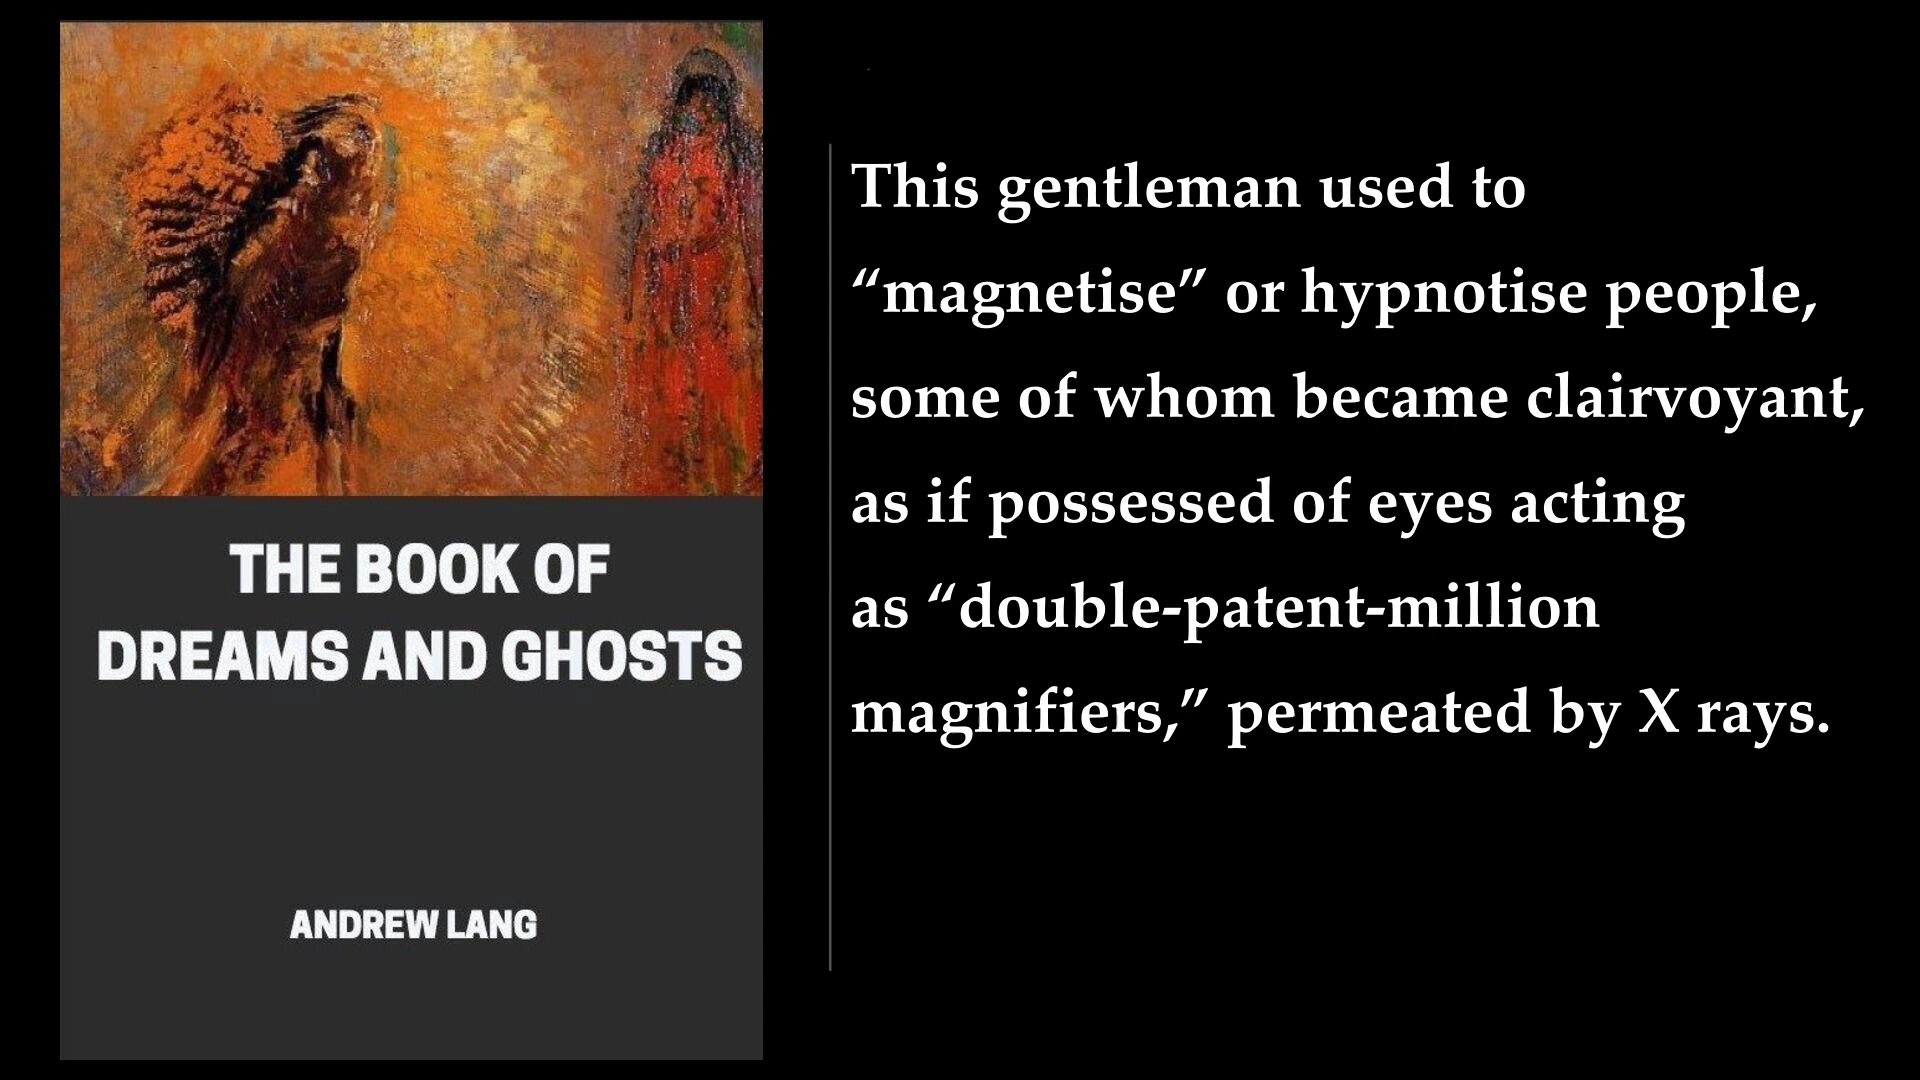 THE BOOK OF
DREAMS AND GHOSTS
ANDREW LANG
This gentleman used to
“magnetise” or hypnotise people,
some of whom became clairvoyant,
as if possessed of eyes acting
as “double-patent-million
magnifiers,” permeated by X rays.